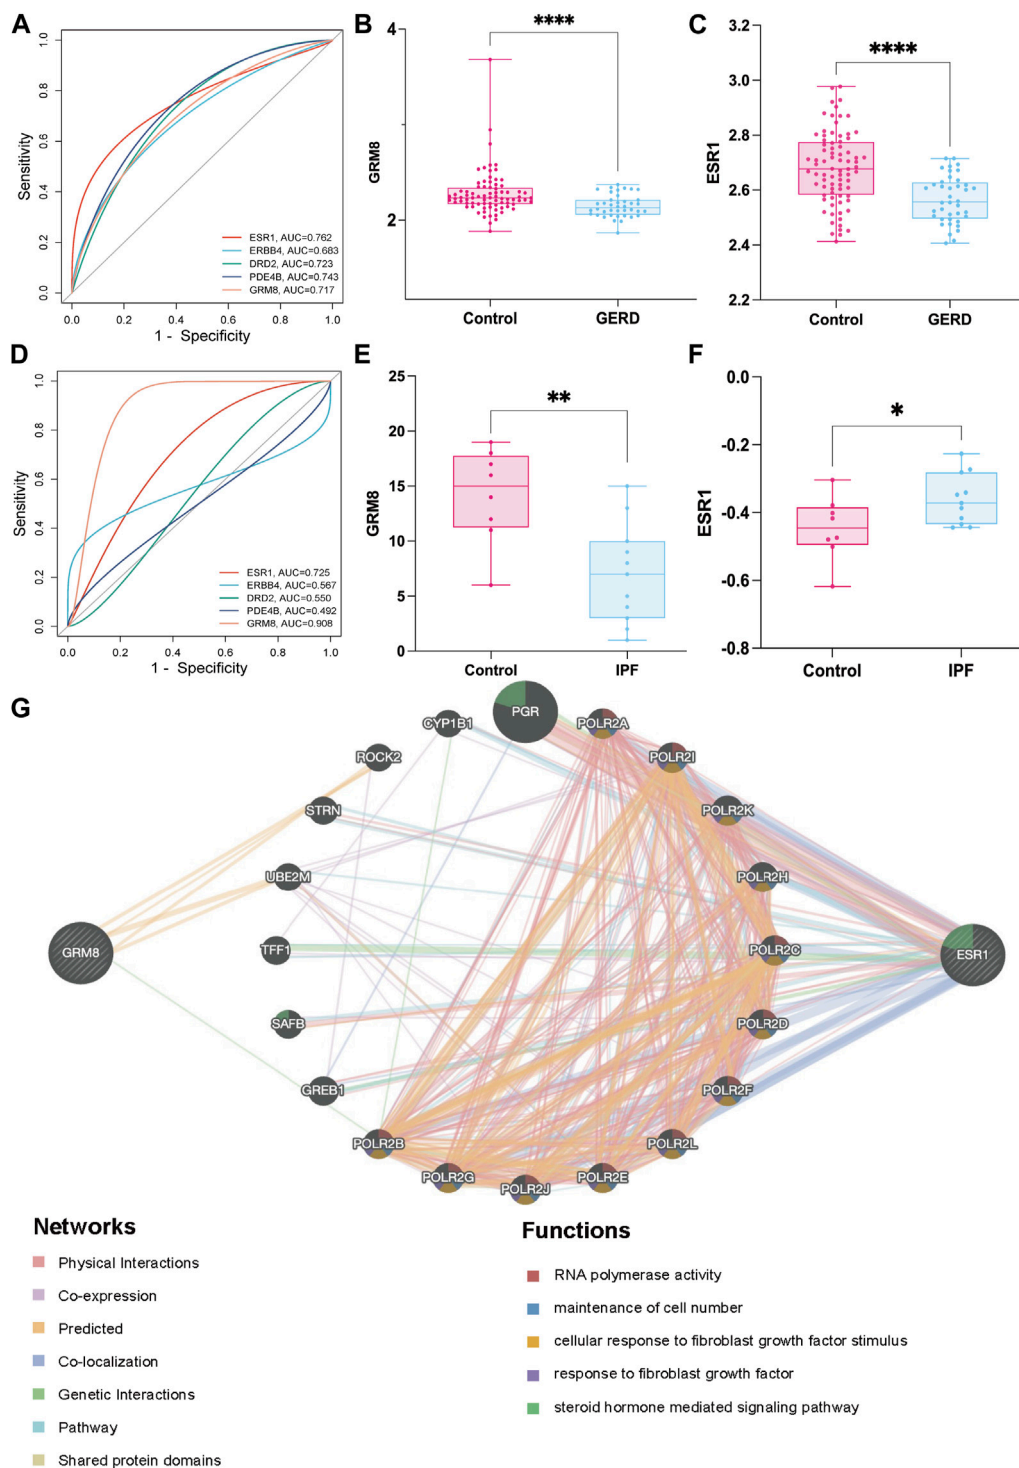 A
Sensitivity
1.0
0.8
0.6
0.4
0.2
0.0
ESR1, AUC=0.762
ERBB4, AUC=0.683
DRD2, AUC=0.723
PDE4B, AUC=0.743
GRM8, AUC=0.717
0.0 0.2 0.4 0.6 0.8 1.0
1 - Specificity
B
****
GRM8
4
2
Control GERD
C
****
ESR1
3.2
3.0
2.8
2.6
2.4
2.2
Control GERD
D
Sensitivity
1.0
0.8
0.6
0.4
0.2
0.0
ESR1, AUC=0.725
ERBB4, AUC=0.567
DRD2, AUC=0.550
PDE4B, AUC=0.492
GRM8, AUC=0.908
0.0 0.2 0.4 0.6 0.8 1.0
1 - Specificity
E
**
GRM8
25
20
15
10
5
0
Control IPF
F
*
ESR1
0.0
-0.2
-0.4
-0.6
-0.8
Control IPF
G
PGR
CYP1B1
POLR2A
ROCK2
POLR2I
STRN
POLR2K
UBE2M
POLR2H
GRM8
TFF1
POLR2C
ESR1
SAFB
POLR2D
GREB1
POLR2F
POLR2B
POLR2L
POLR2G
POLR2J
POLR2E
Networks
Physical Interactions
Co-expression
Predicted
Co-localization
Genetic Interactions
Pathway
Shared protein domains
Functions
RNA polymerase activity
maintenance of cell number
cellular response to fibroblast growth factor stimulus
response to fibroblast growth factor
steroid hormone mediated signaling pathway